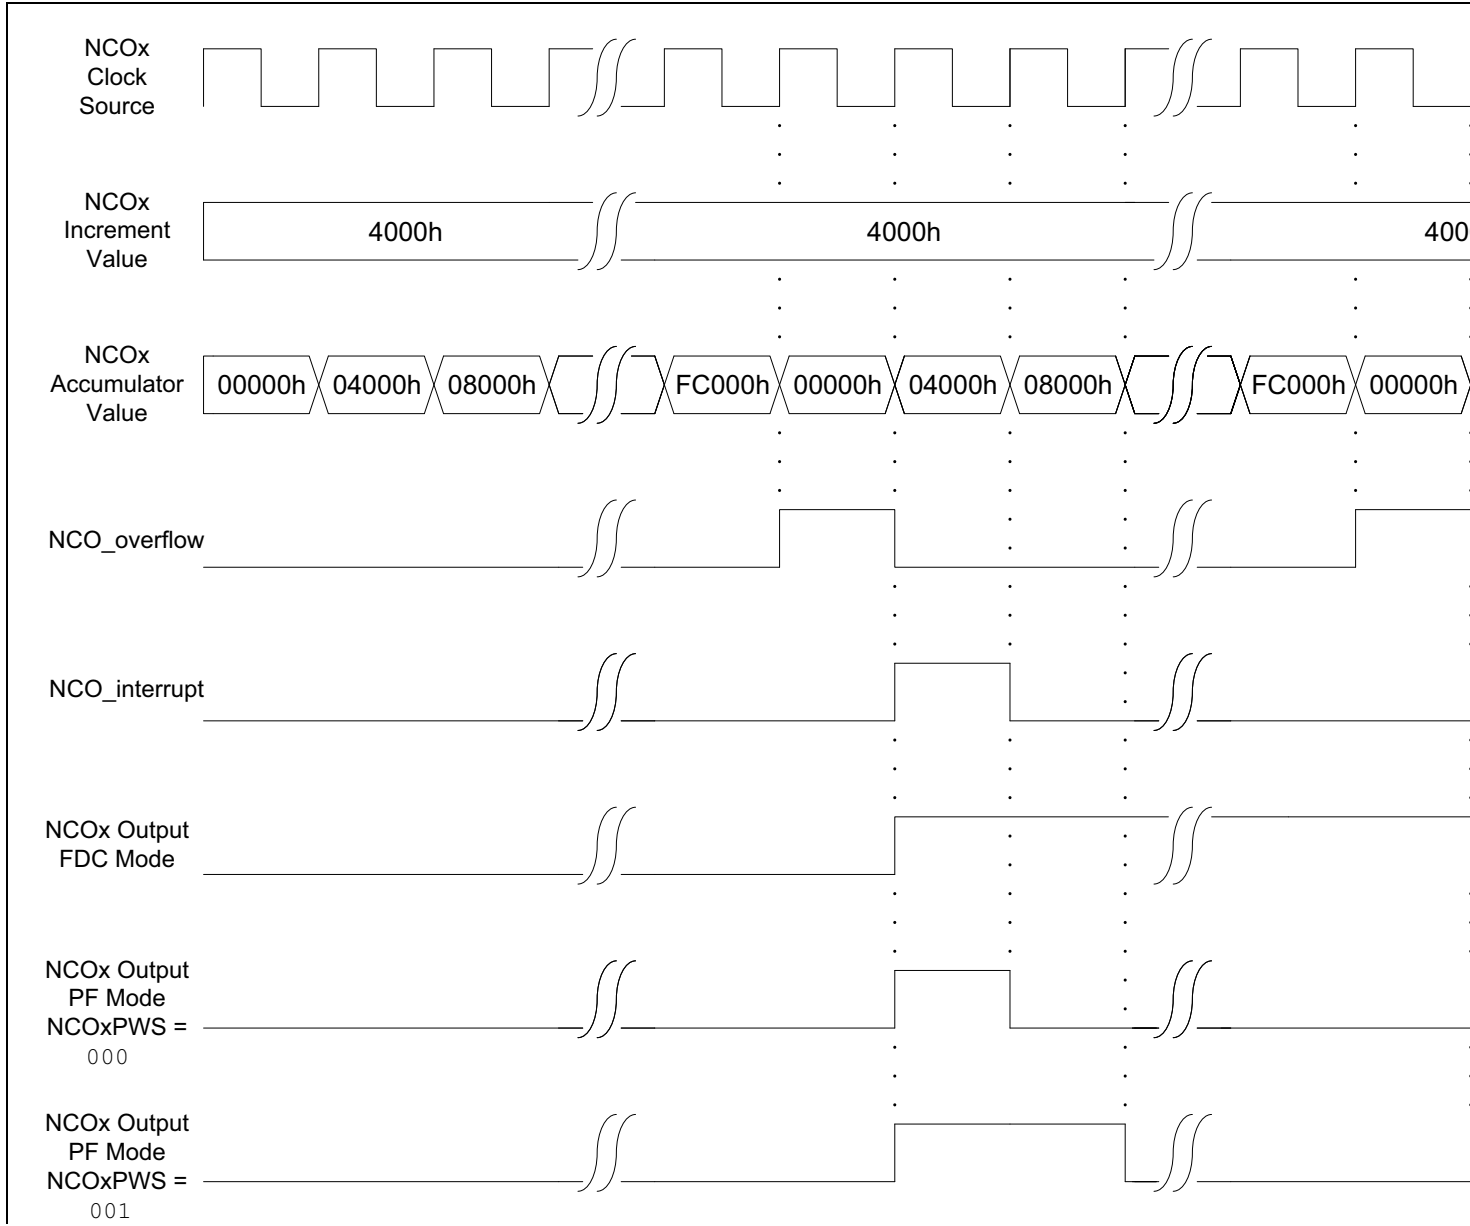 NCOx
Clock
Source
NCOx
Increment
Value
4000h
4000h
400
NCOx
Accumulator
Value
00000h
04000h
08000h
FC000h
00000h
04000h
08000h
FC000h
00000h
NCO_overflow
NCO_interrupt
NCOx Output
FDC Mode
NCOx Output
PF Mode
NCOxPWS =
000
NCOx Output
PF Mode
NCOxPWS =
001